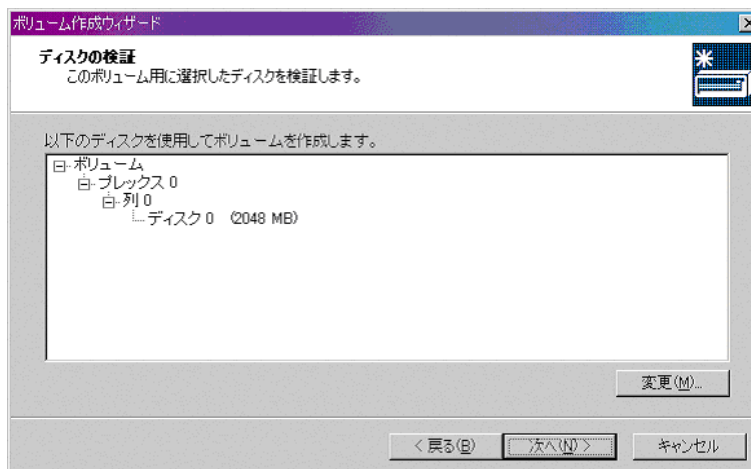 ボリューム作成ウィザード
ディスクの検証
このボリューム用に選択したディスクを検証します。
以下のディスクを使用してボリュームを作成します。
ボリューム
プレックス 0
列 0
ディスク 0 (2048 MB)
変更(M)...
< 戻る(B) 次へ(N) > キャンセル